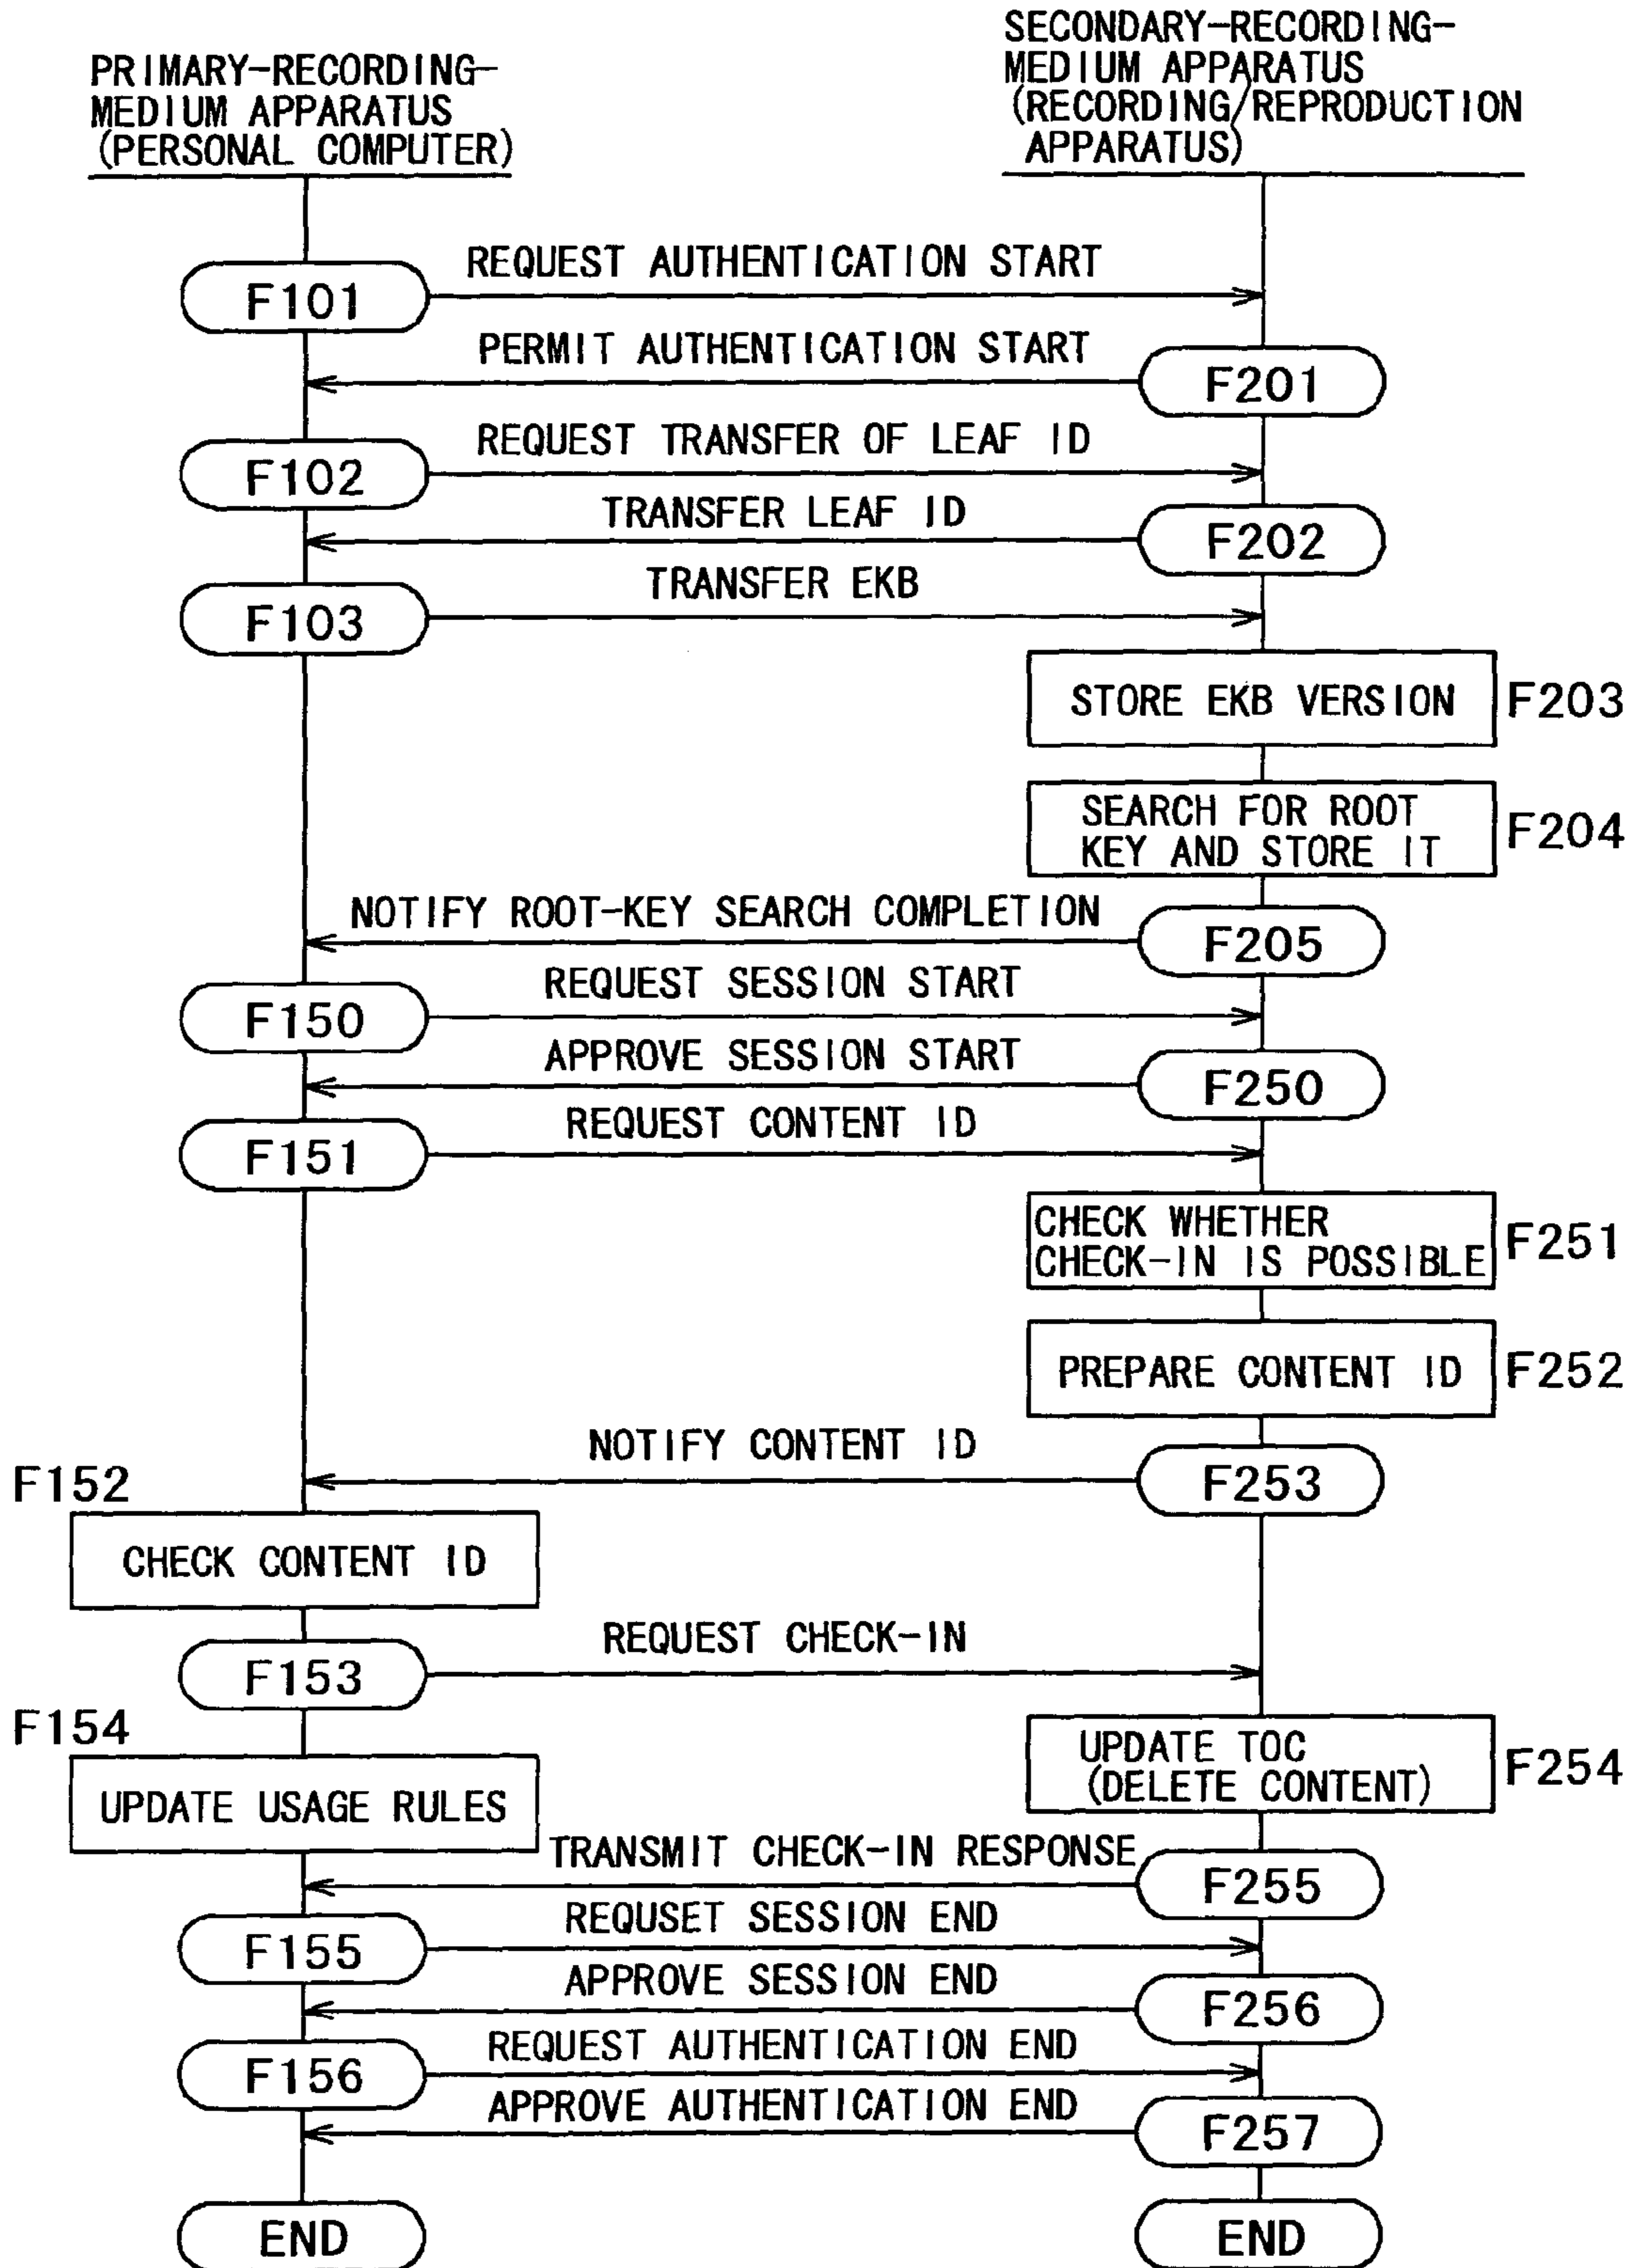 PRIMARY-RECORDING-
MEDIUM APPARATUS
(PERSONAL COMPUTER)
SECONDARY-RECORDING-
MEDIUM APPARATUS
(RECORDING/REPRODUCTION
APPARATUS)
REQUEST AUTHENTICATION START
F101
PERMIT AUTHENTICATION START
F201
REQUEST TRANSFER OF LEAF ID
F102
TRANSFER LEAF ID
F202
TRANSFER EKB
F103
STORE EKB VERSION
F203
SEARCH FOR ROOT
KEY AND STORE IT
F204
NOTIFY ROOT-KEY SEARCH COMPLETION
F205
REQUEST SESSION START
F150
APPROVE SESSION START
F250
REQUEST CONTENT ID
F151
CHECK WHETHER
CHECK-IN IS POSSIBLE
F251
PREPARE CONTENT ID
F252
NOTIFY CONTENT ID
F253
F152
CHECK CONTENT ID
REQUEST CHECK-IN
F153
F154
UPDATE USAGE RULES
UPDATE TOC
(DELETE CONTENT)
F254
TRANSMIT CHECK-IN RESPONSE
F255
REQUSET SESSION END
F155
APPROVE SESSION END
F256
REQUEST AUTHENTICATION END
F156
APPROVE AUTHENTICATION END
F257
END
END